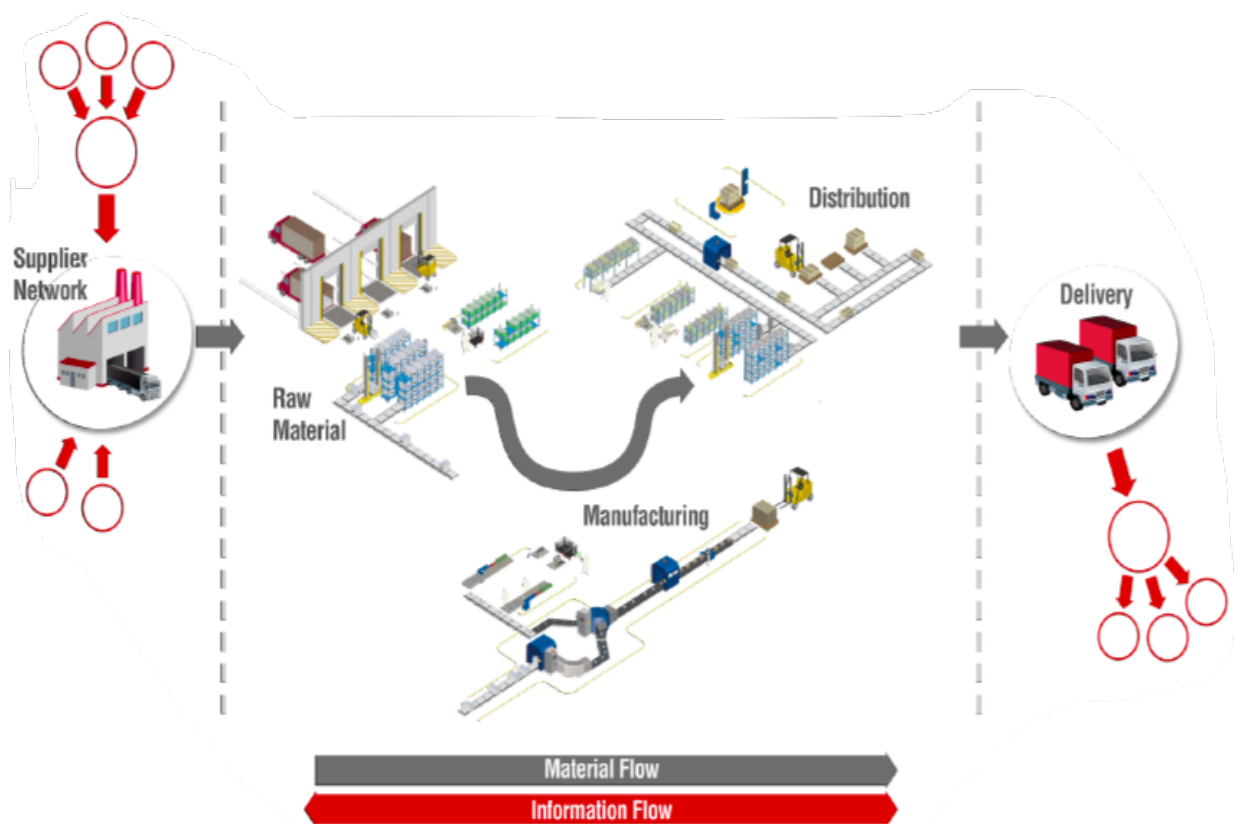 Supplier
Network
Raw
Material
Manufacturing
Distribution
Delivery
Material Flow
Information Flow